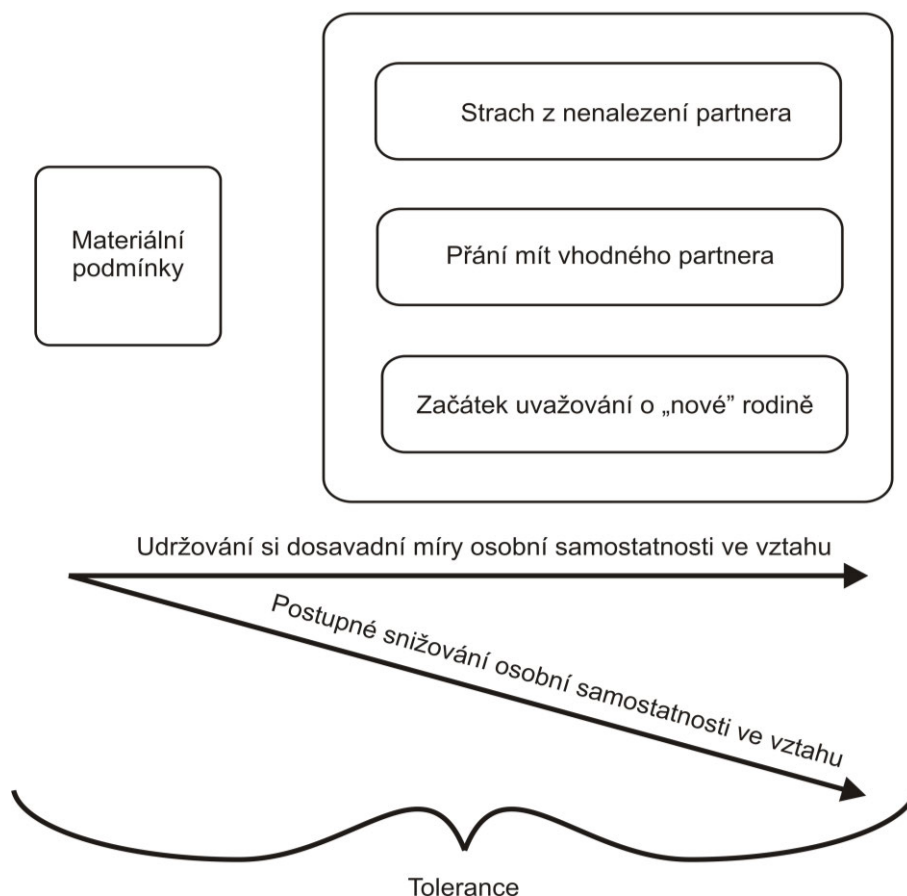 Strach z nenalezení partnera
Materiální
podmínky
Přání mít vhodného partnera
Začátek uvažování o „nové” rodině
Udržování si dosavadní míry osobní samostatnosti ve vztahu
Postupné snižování osobní samostatnosti ve vztahu
Tolerance